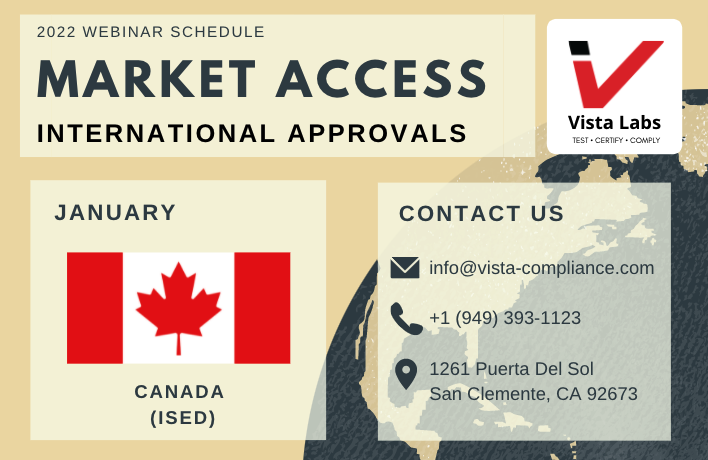 2022 WEBINAR SCHEDULE
MARKET ACCESS
INTERNATIONAL APPROVALS
Vista Labs
TEST • CERTIFY • COMPLY
JANUARY
CANADA
(ISED)
CONTACT US
info@vista-compliance.com
+1 (949) 393-1123
1261 Puerta Del Sol
San Clemente, CA 92673